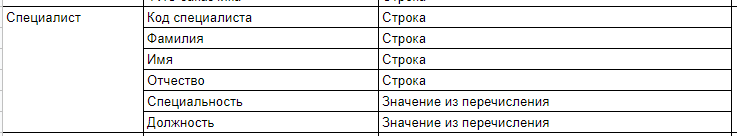 Специалист Код специалиста Строка
Фамилия Строка
Имя Строка
Отчество Строка
Специальность Значение из перечисления
Должность Значение из перечисления